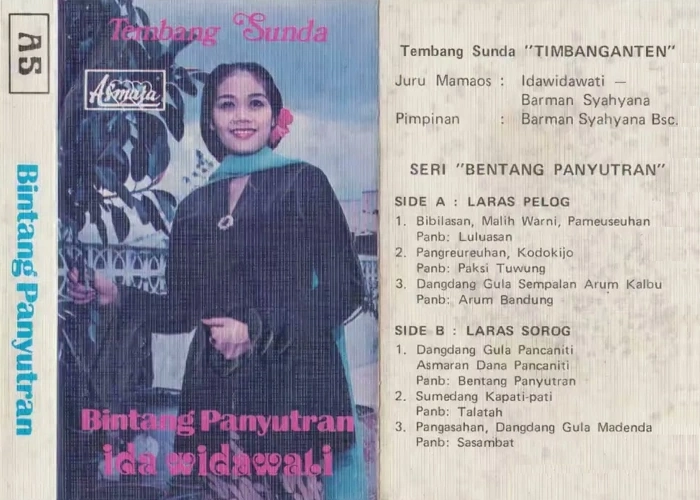 A5
Bintang Panyutran
Tembang Sunda
Asmara
Bintang Panyutran
ida widawati
Tembang Sunda "TIMBANGANTEN"
Juru Mamaos : Idawidawati —
Barman Syahyana
Pimpinan : Barman Syahyana Bsc.
SERI "BENTANG PANYUTRAN"
SIDE A : LARAS PELOG
1. Bibilasan, Malih Warni, Pameuseuhan
Panb: Luluasan
2. Pangreureuhan, Kodokijo
Panb: Paksi Tuwung
3. Dangdang Gula Sempalan Arum Kalbu
Panb: Arum Bandung
SIDE B : LARAS SOROG
1. Dangdang Gula Pancaniti
Asmaran Dana Pancaniti
Panb: Bentang Panyutran
2. Sumedang Kapati-pati
Panb: Talatah
3. Pangasahan, Dangdang Gula Madenda
Panb: Sasambat